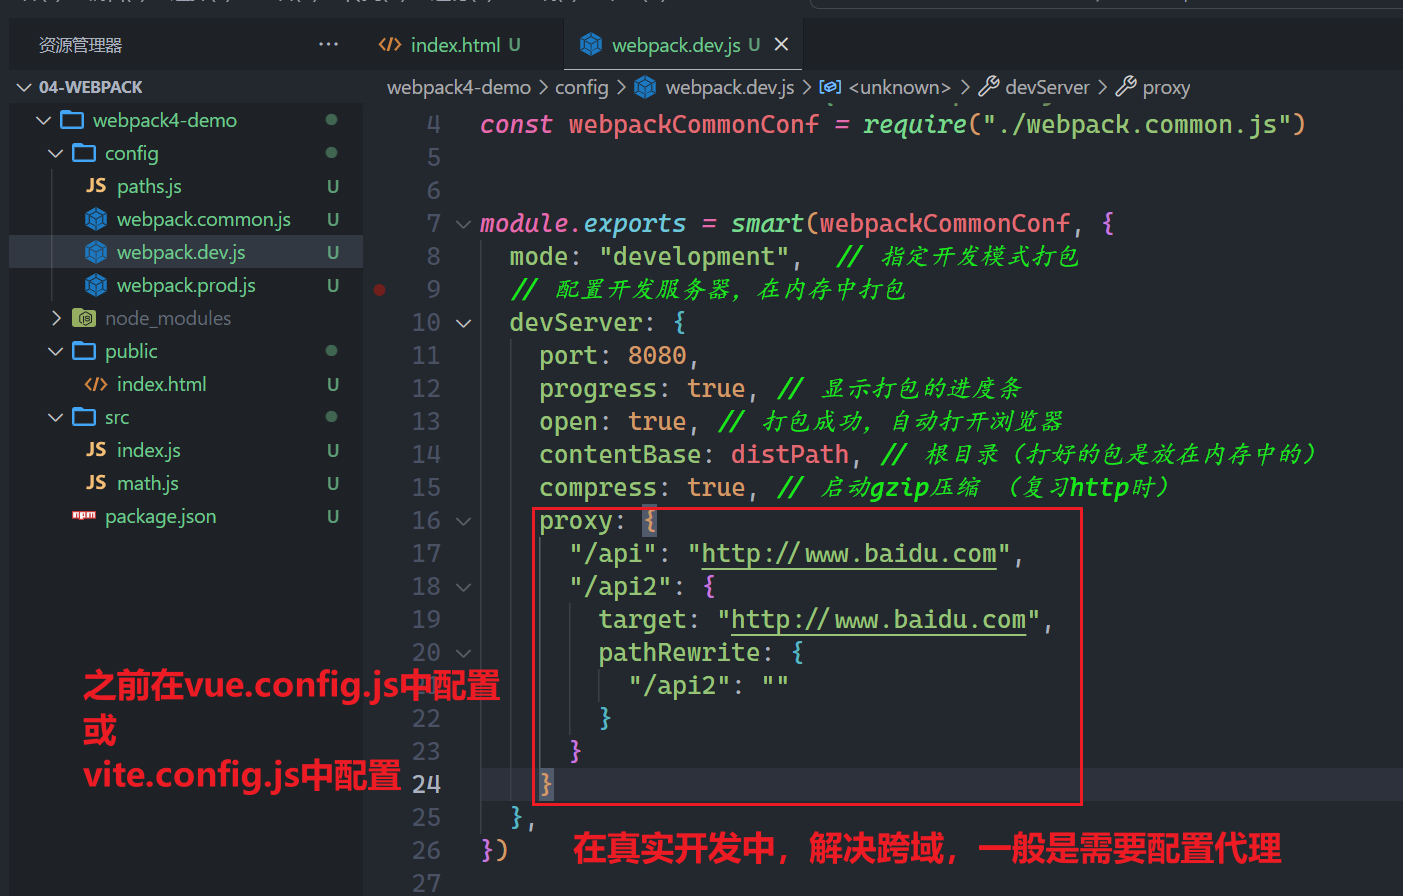 资源管理器
···
index.html U
webpack.dev.js U
04-WEBPACK
webpack4-demo
config
paths.js U
webpack.common.js U
webpack.dev.js U
webpack.prod.js U
node_modules
public
index.html U
src
JS index.js U
JS math.js U
package.json U
webpack4-demo > config > webpack.dev.js > <unknown> > devServer > proxy
4 const webpackCommonConf = require("./webpack.common.js")
5
6
7 module.exports = smart(webpackCommonConf, {
8 mode: "development", // 指定开发模式打包
9 // 配置开发服务器，在内存中打包
10 devServer: {
11 port: 8080,
12 progress: true, // 显示打包的进度条
13 open: true, // 打包成功，自动打开浏览器
14 contentBase: distPath, // 根目录（打好的包是放在内存中的）
15 compress: true, // 启动gzip压缩 （复习http时）
16 proxy: {
17 "/api": "http://www.baidu.com",
18 "/api2": {
19 target: "http://www.baidu.com",
20 pathRewrite: {
"/api2": ""
22 }
23 }
24 }
25 },
26 })
27
之前在vue.config.js中配置
或
vite.config.js中配置
在真实开发中，解决跨域，一般是需要配置代理